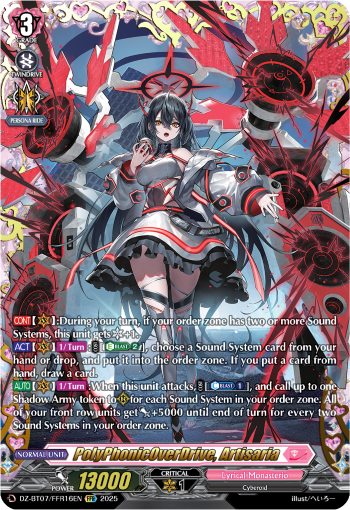 3
GRADE
TWINDRIVE
PERSONA RIDE
CONT [ ]:During your turn, if your order zone has two or more Sound
Systems, this unit gets +1.
ACT [ 1/Turn: [ BLAST 2 ], choose a Sound System card from your
hand or drop, and put it into the order zone. If you put a card from
hand, draw a card.
AUTO [ 1/Turn :When this unit attacks, [ BLAST 1 ], and call up to one
Shadow Army token to R for each Sound System in your order zone. All
of your front row units get +5000 until end of turn for every two
Sound Systems in your order zone.
NORMAL UNIT PolyPhonicOverDrive, Artisaria
POWER 13000 CRITICAL 1 Lyrical Monasterio
Cyberoid
DZ-BT07/FFR16EN FFR 2025 illust/へいろー